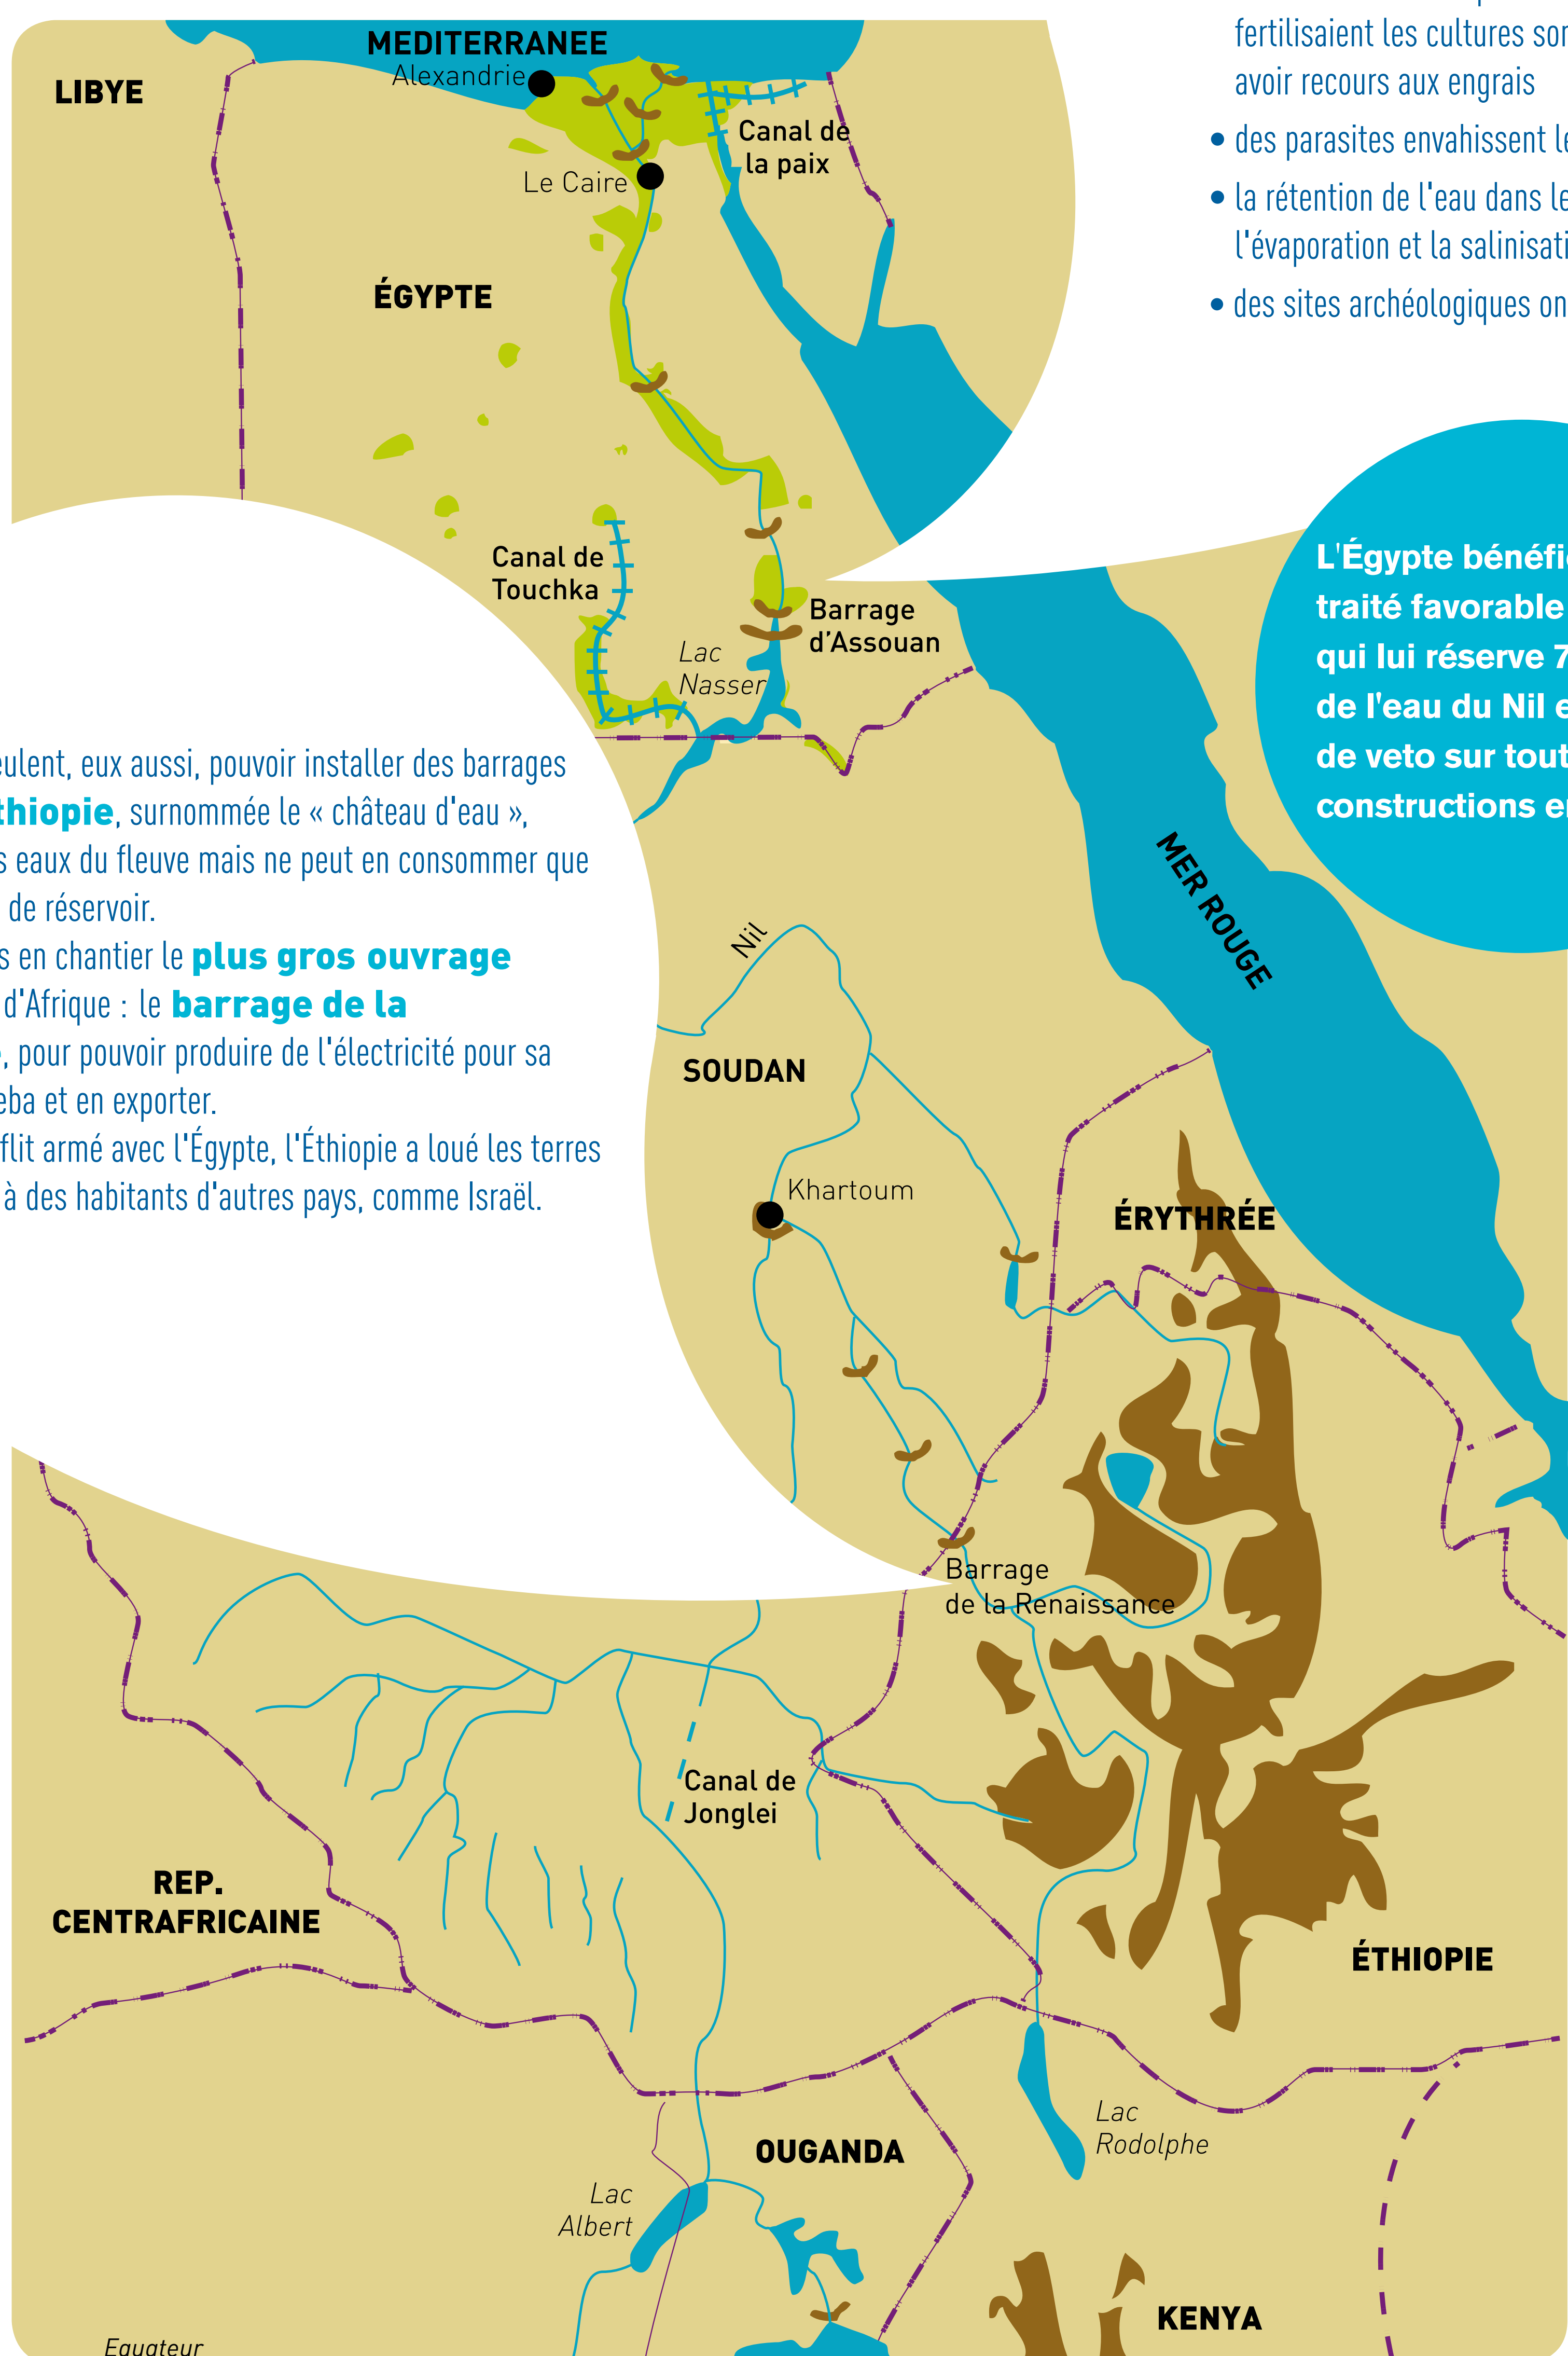 fertilisaient les cultures
avoir recours aux engrais
• des parasites envahissent
• la rétention de l'eau dans
l'évaporation et la
• des sites archéologiques
MEDITERRANEE
Alexandrie
LIBYE
Canal de
la paix
Le Caire
ÉGYPTE
Canal de
Touchka
Barrage
d'Assouan
Lac
Nasser
L'Égypte
traité favorable
qui lui réserve 7
de l'eau du Nil
de veto sur
constructions
eulent, eux aussi, pouvoir installer des barrages
thiopie, surnommée le « château d'eau »,
s eaux du fleuve mais ne peut en consommer que
de réservoir.
s en chantier le plus gros ouvrage
d'Afrique : le barrage de la
, pour pouvoir produire de l'électricité pour sa
eba et en exporter.
flit armé avec l'Égypte, l'Éthiopie a loué les terres
à des habitants d'autres pays, comme Israël.
MER ROUGE
Nil
SOUDAN
Khartoum
ÉRYTHRÉE
Barrage
de la Renaissance
Canal de
Jonglei
REP.
CENTRAFRICAINE
ÉTHIOPIE
Lac
Rodolphe
OUGANDA
Lac
Albert
KENYA
Equateur